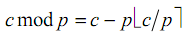 c mod p = c − p⌊c/p⌉